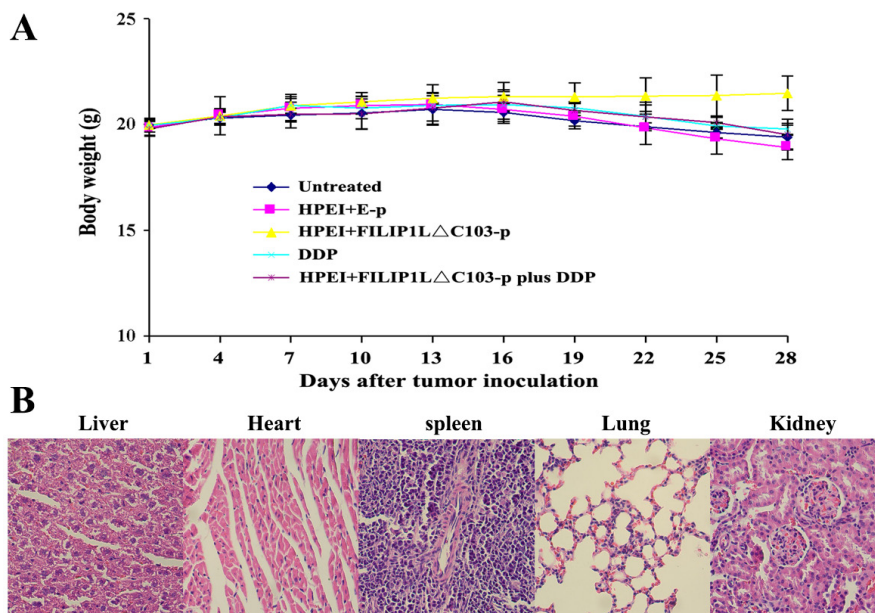 A
25
20
15
10
Body weight (g)
Untreated
HPEI+E-p
HPEI+FILIP1L△C103-p
DDP
HPEI+FILIP1L△C103-p plus DDP
1 4 7 10 13 16 19 22 25 28
Days after tumor inoculation
B
Liver Heart spleen Lung Kidney